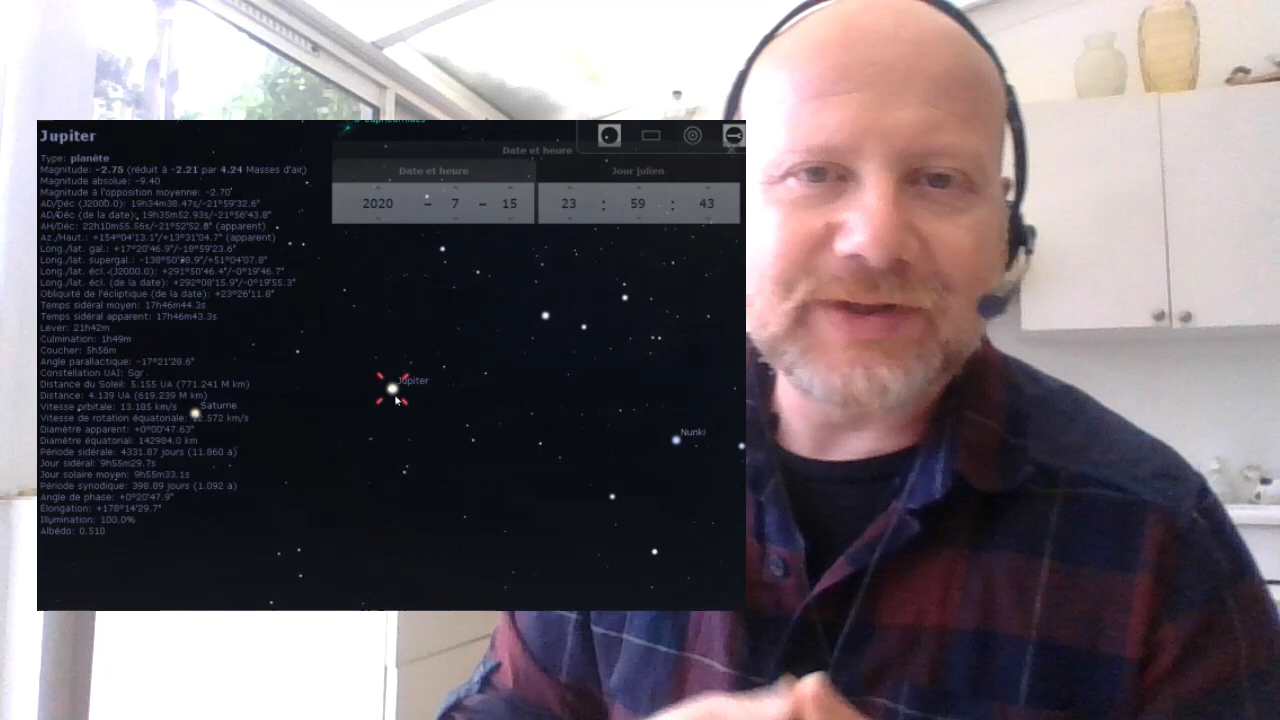 Jupiter
Type: planète
Magnitude: -2.75 (réduit à -2.21 par 4.24 Masses d'air)
Magnitude absolue: -9.40
Magnitude à l'opposition moyenne: -2.70
AD/Déc (J2000.0): 19h34m38.47s/-21°59'32.6"
AD/Déc (de la date): 19h35m52.93s/-21°56'43.8"
AH/Déc: 22h10m55.56s/-21°52'52.8" (apparent)
Az./Haut.: +154°04'13.1"/+13°31'04.7" (apparent)
Long./lat. gal.: +17°20'46.9"/-18°59'23.6"
Long./lat. supergal.: -138°50'38.9"/+51°04'07.8"
Long./lat. écl. (J2000.0): +291°50'46.4"/-0°19'46.7"
Long./lat. écl. (de la date): +292°08'15.9"/-0°19'55.3"
Obliquité de l'écliptique (de la date): +23°26'11.8"
Temps sidéral moyen: 17h46m44.3s
Temps sidéral apparent: 17h46m43.3s
Lever: 21h42m
Culmination: 1h49m
Coucher: 5h56m
Angle parallactique: -17°21'28.6"
Constellation UAI: Sgr
Distance du Soleil: 5.155 UA (771.241 M km)
Distance: 4.139 UA (619.239 M km)
Vitesse orbitale: 13.185 km/s
Vitesse de rotation équatoriale: 12.572 km/s
Diamètre apparent: +0°00'47.63"
Diamètre équatorial: 142984.0 km
Période sidérale: 4331.87 jours (11.860 a)
Jour sidéral: 9h55m29.7s
Jour solaire moyen: 9h55m33.1s
Période synodique: 398.89 jours (1.092 a)
Angle de phase: +0°20'47.9"
Élongation: +178°14'29.7"
Illumination: 100.0%
Albédo: 0.510
Date et heure
Date et heure
Jour julien
2020 - 7 - 15 23 : 59 : 43
Jupiter
Saturne
Nunki